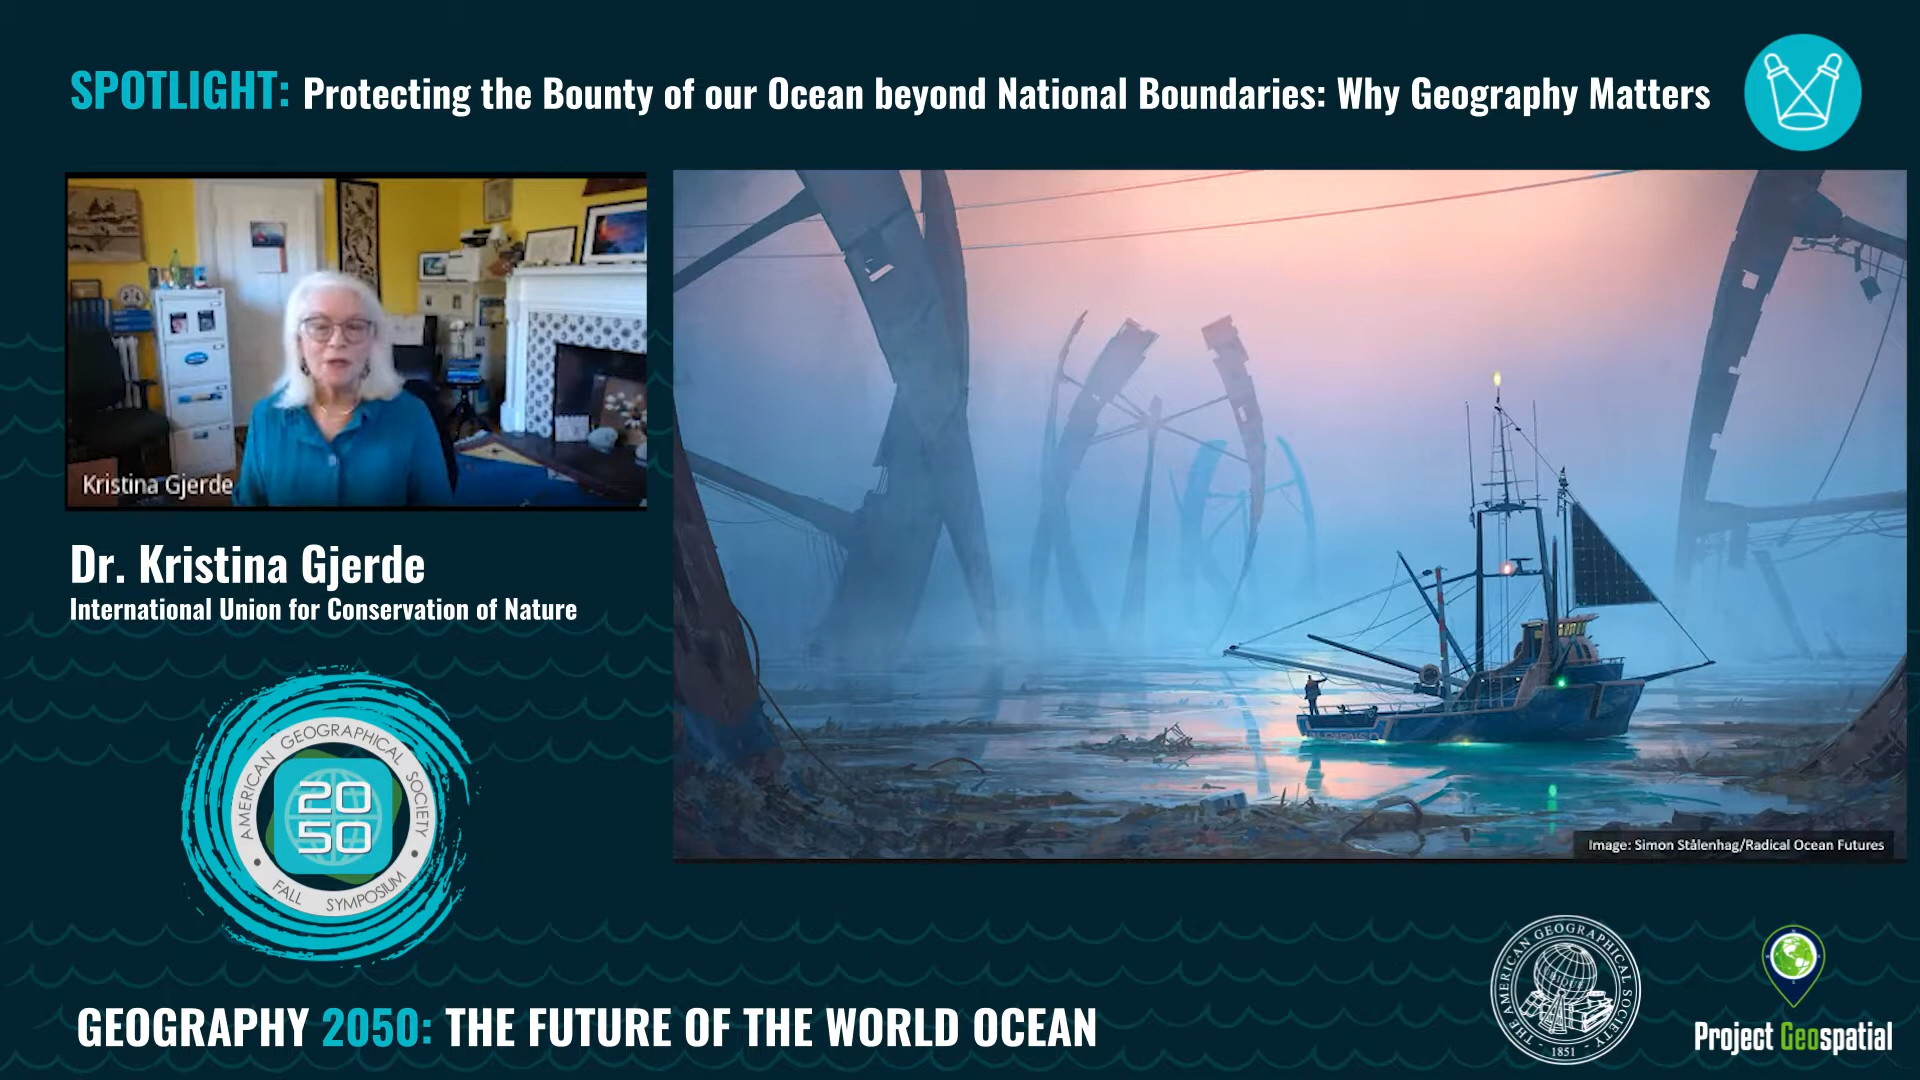 SPOTLIGHT: Protecting the Bounty of our Ocean beyond National Boundaries: Why Geography Matters
Kristina Gjerde
Dr. Kristina Gjerde
International Union for Conservation of Nature
AMERICAN GEOGRAPHICAL SOCIETY
20
50
FALL SYMPOSIUM
Image: Simon Stålenhag/Radical Ocean Futures
GEOGRAPHY 2050: THE FUTURE OF THE WORLD OCEAN
THE AMERICAN GEOGRAPHICAL SOCIETY
UBIQUE
1851
Project Geospatial